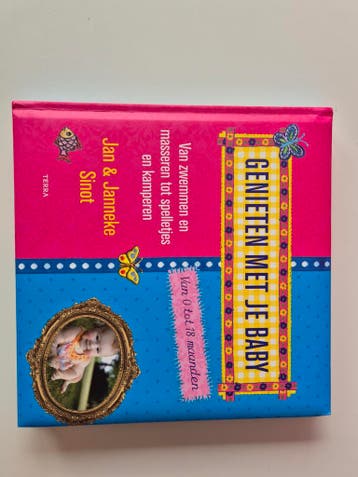 GENIETEN MET JE BABY
Van 0 tot 18 maanden
Van zwemmen en
masseren tot spelletjes
en kamperen
Jan & Janneke
Sinot
TERRA